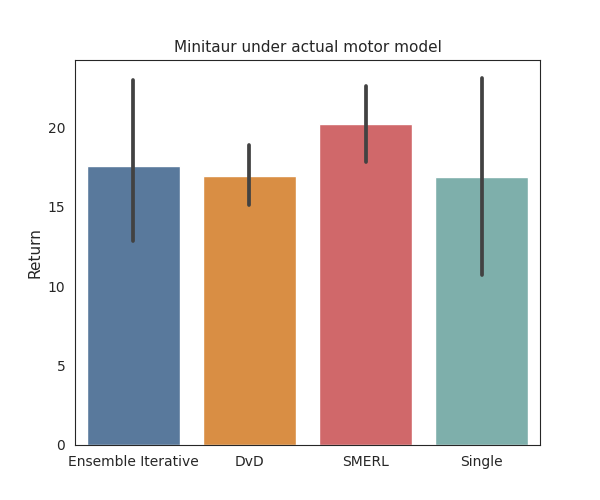 Minitaur under actual motor model
Return
20
15
10
5
0
Ensemble Iterative
DvD
SMERL
Single